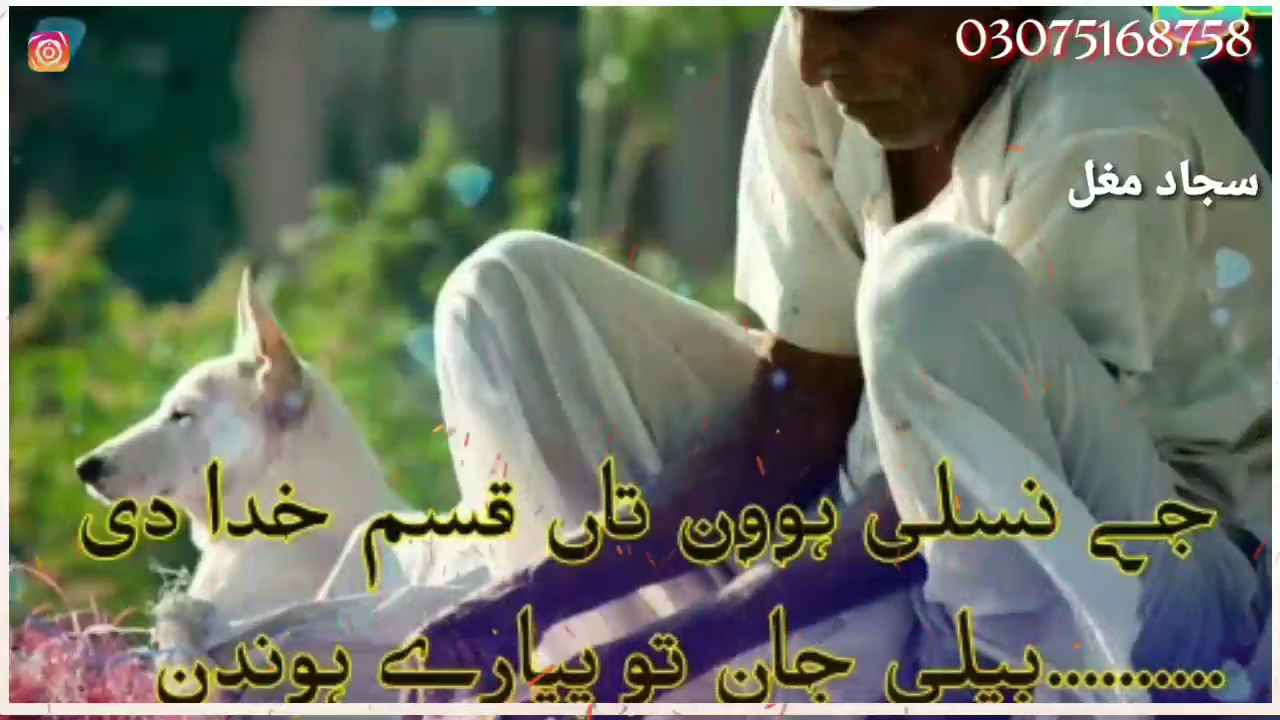 03075168758
سجاد مغل
جے نسلی ہوون تاں قسم خدا دی
..........بیلی جان تو پیارے ہوندن